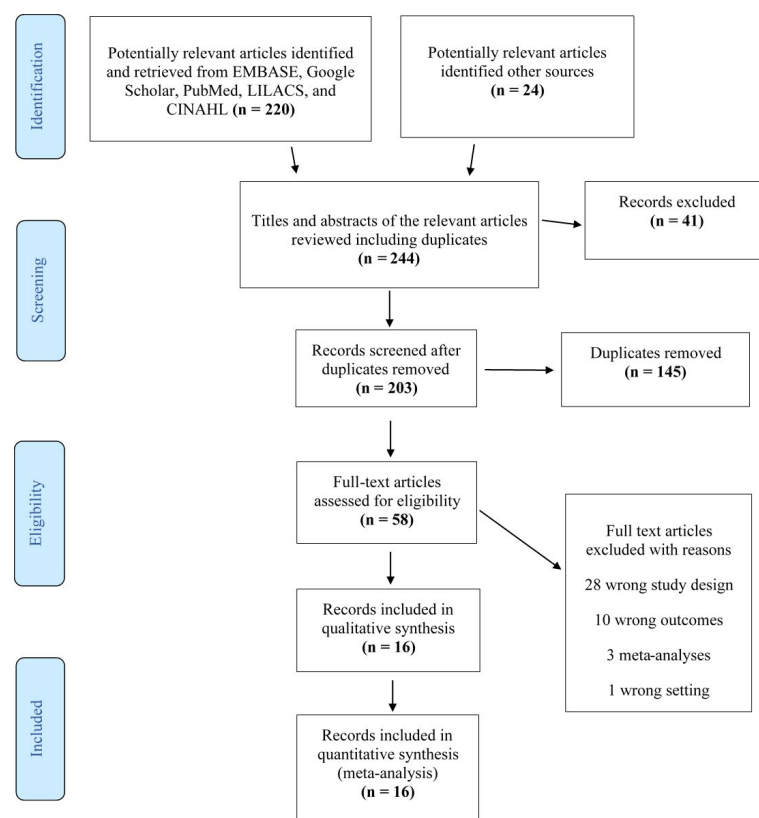 Identification
Potentially relevant articles identified
and retrieved from EMBASE, Google
Scholar, PubMed, LILACS, and
CINAHL (n = 220)
Potentially relevant articles
identified other sources
(n = 24)
Titles and abstracts of the relevant articles
reviewed including duplicates
(n = 244)
Records excluded
(n = 41)
Screening
Records screened after
duplicates removed
(n = 203)
Duplicates removed
(n = 145)
Eligibility
Full-text articles
assessed for eligibility
(n = 58)
Full text articles
excluded with reasons
28 wrong study design
10 wrong outcomes
3 meta-analyses
1 wrong setting
Records included in
qualitative synthesis
(n = 16)
Included
Records included in
quantitative synthesis
(meta-analysis)
(n = 16)